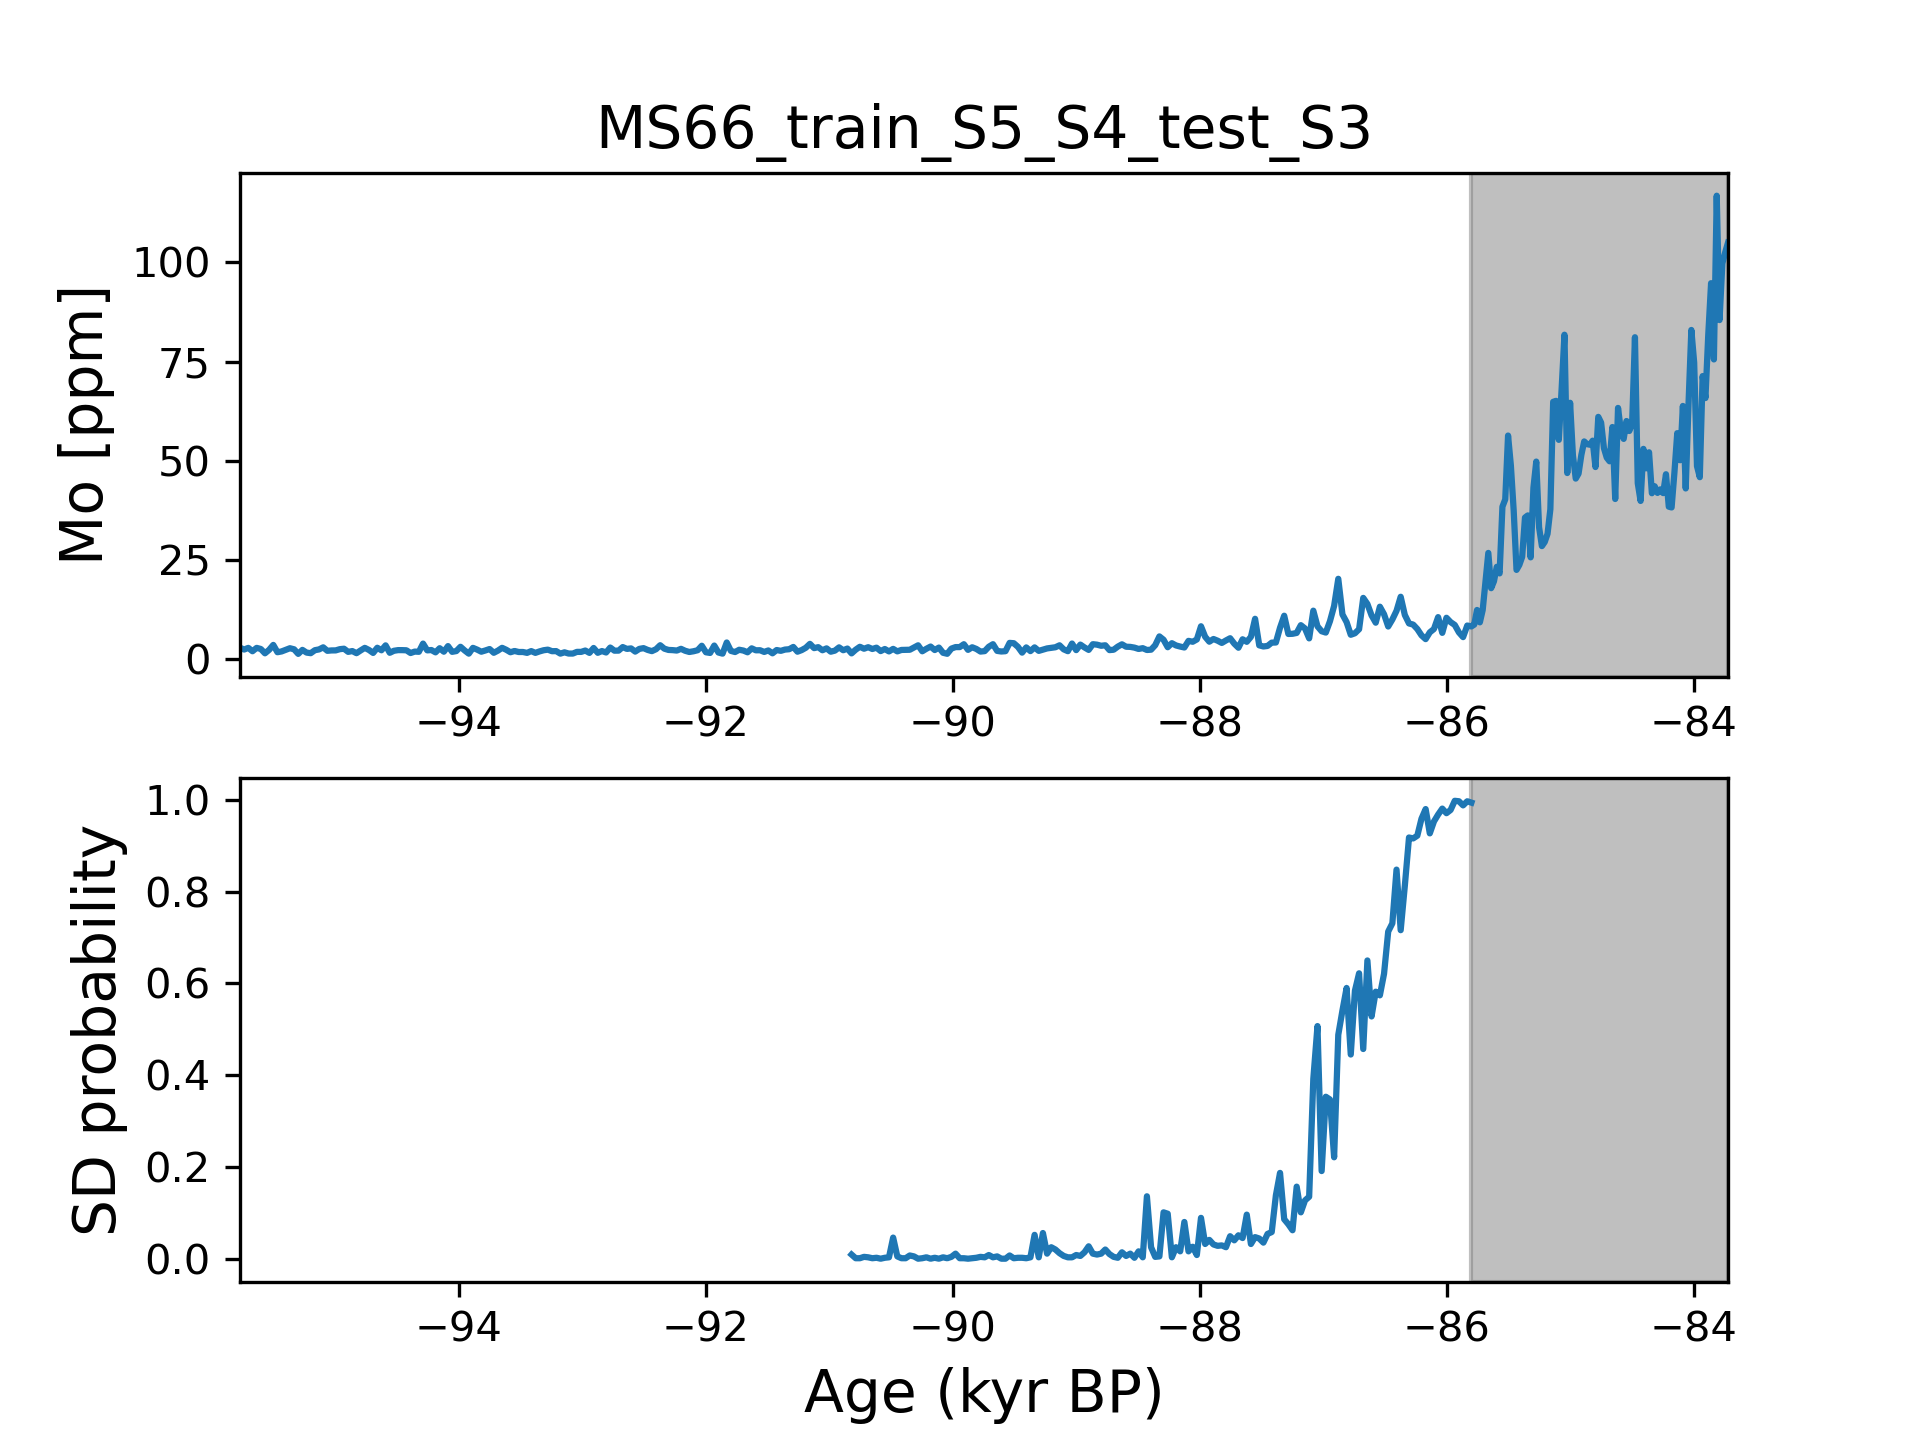 MS66_train_S5_S4_test_S3
Mo [ppm]
100
75
50
25
0
−94 −92 −90 −88 −86 −84
SD probability
1.0
0.8
0.6
0.4
0.2
0.0
−94 −92 −90 −88 −86 −84
Age (kyr BP)